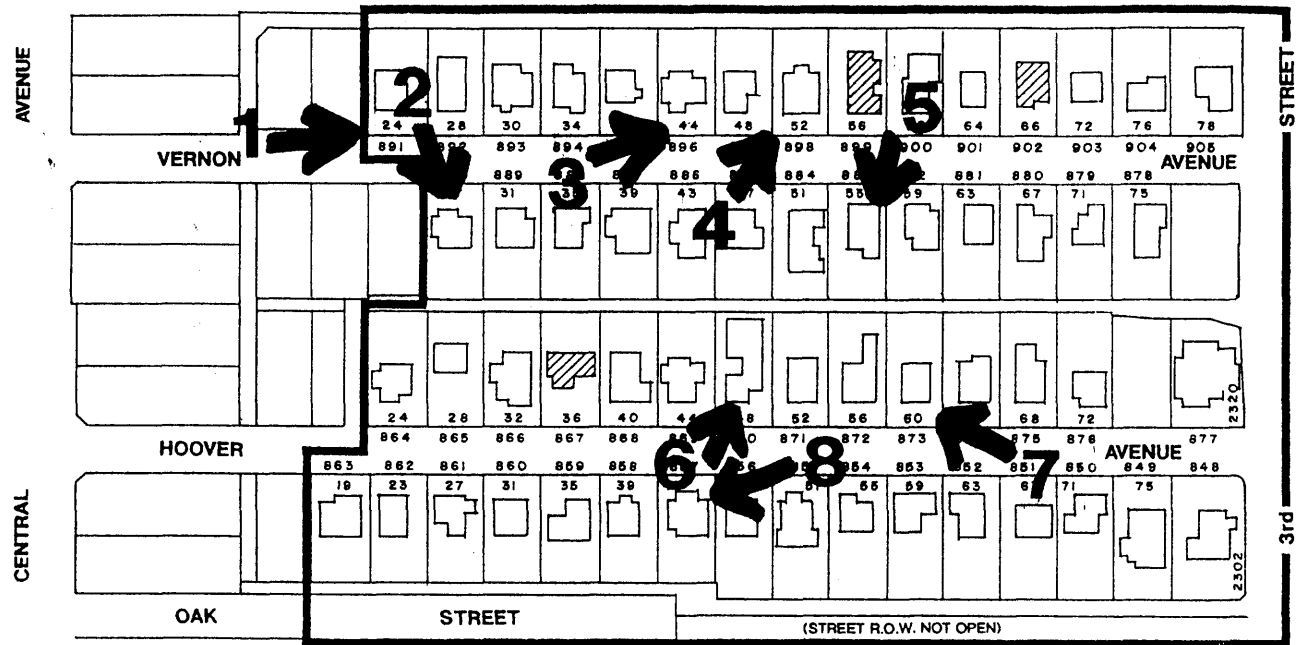 AVENUE
STREET
1
2
3
4
5
24 28 30 34 44 48 52 56 64 66 72 76 78
891 892 893 894 896 898 899 900 901 902 903 904 905
VERNON
AVENUE
889 886 884 881 880 879 878
31 39 43 51 55 59 63 67 71 75
2320
24 28 32 36 40 44 52 56 60 68 72
864 865 866 867 868 871 872 873 875 876 877
HOOVER
AVENUE
6
8
7
863 862 861 860 859 858 853 851 850 849 848
19 23 27 31 35 39 59 63 71 75
CENTRAL
3rd
2302
OAK
STREET
(STREET R.O.W. NOT OPEN)